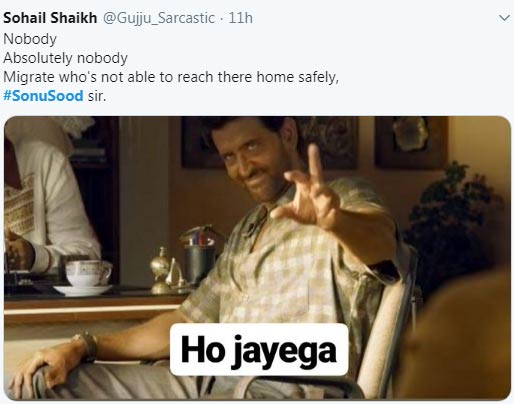 Sohail Shaikh @Gujju_Sarcastic · 11h
Nobody
Absolutely nobody
Migrate who's not able to reach there home safely,
#SonuSood sir.
Ho jayega